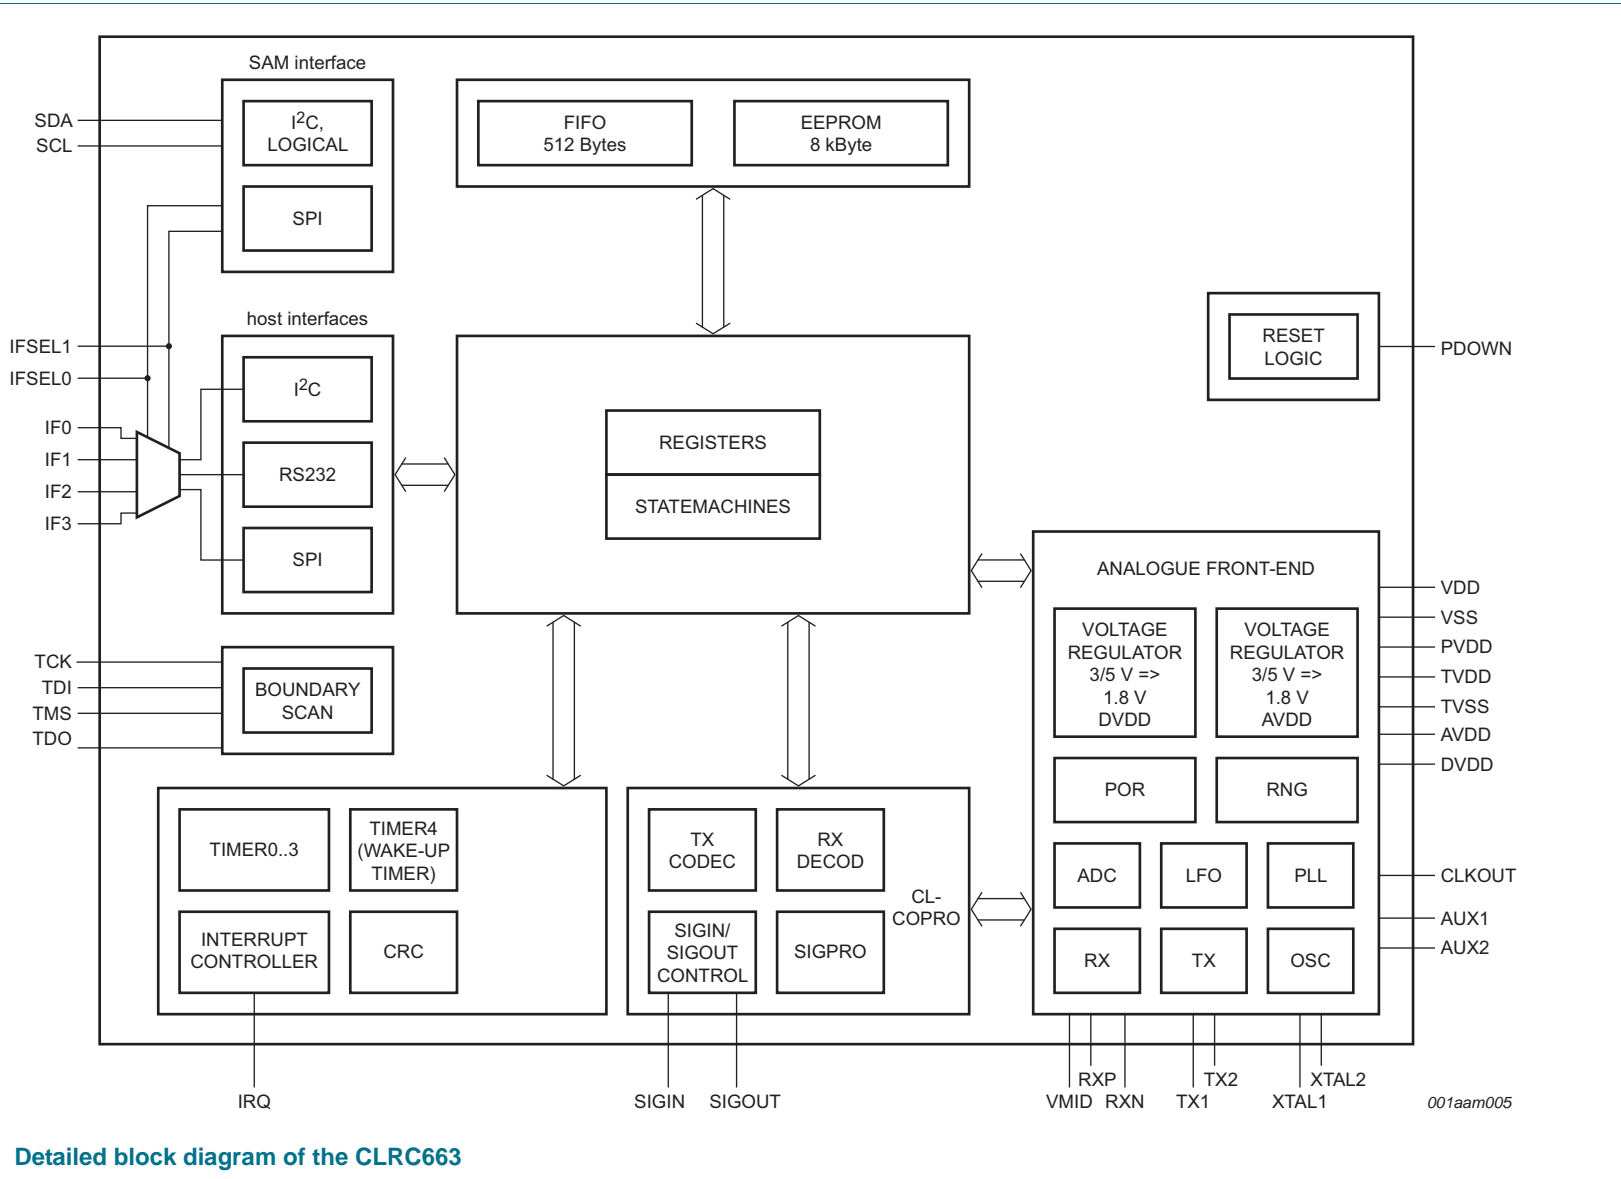 SAM interface
SDA
SCL
I2C,
LOGICAL
SPI
FIFO
512 Bytes
EEPROM
8 kByte
host interfaces
IFSEL1
IFSEL0
IF0
IF1
IF2
IF3
I2C
RS232
SPI
REGISTERS
STATEMACHINES
RESET
LOGIC
PDOWN
TCK
TDI
TMS
TDO
BOUNDARY
SCAN
ANALOGUE FRONT-END
VOLTAGE
REGULATOR
3/5 V =>
1.8 V
DVDD
VOLTAGE
REGULATOR
3/5 V =>
1.8 V
AVDD
POR
RNG
ADC
LFO
PLL
RX
TX
OSC
VDD
VSS
PVDD
TVDD
TVSS
AVDD
DVDD
CLKOUT
AUX1
AUX2
TIMER0..3
TIMER4
(WAKE-UP
TIMER)
INTERRUPT
CONTROLLER
CRC
TX
CODEC
RX
DECOD
CL-
COPRO
SIGIN/
SIGOUT
CONTROL
SIGPRO
IRQ
SIGIN
SIGOUT
RXP
VMID
RXN
TX2
TX1
XTAL2
XTAL1
001aam005
Detailed block diagram of the CLRC663